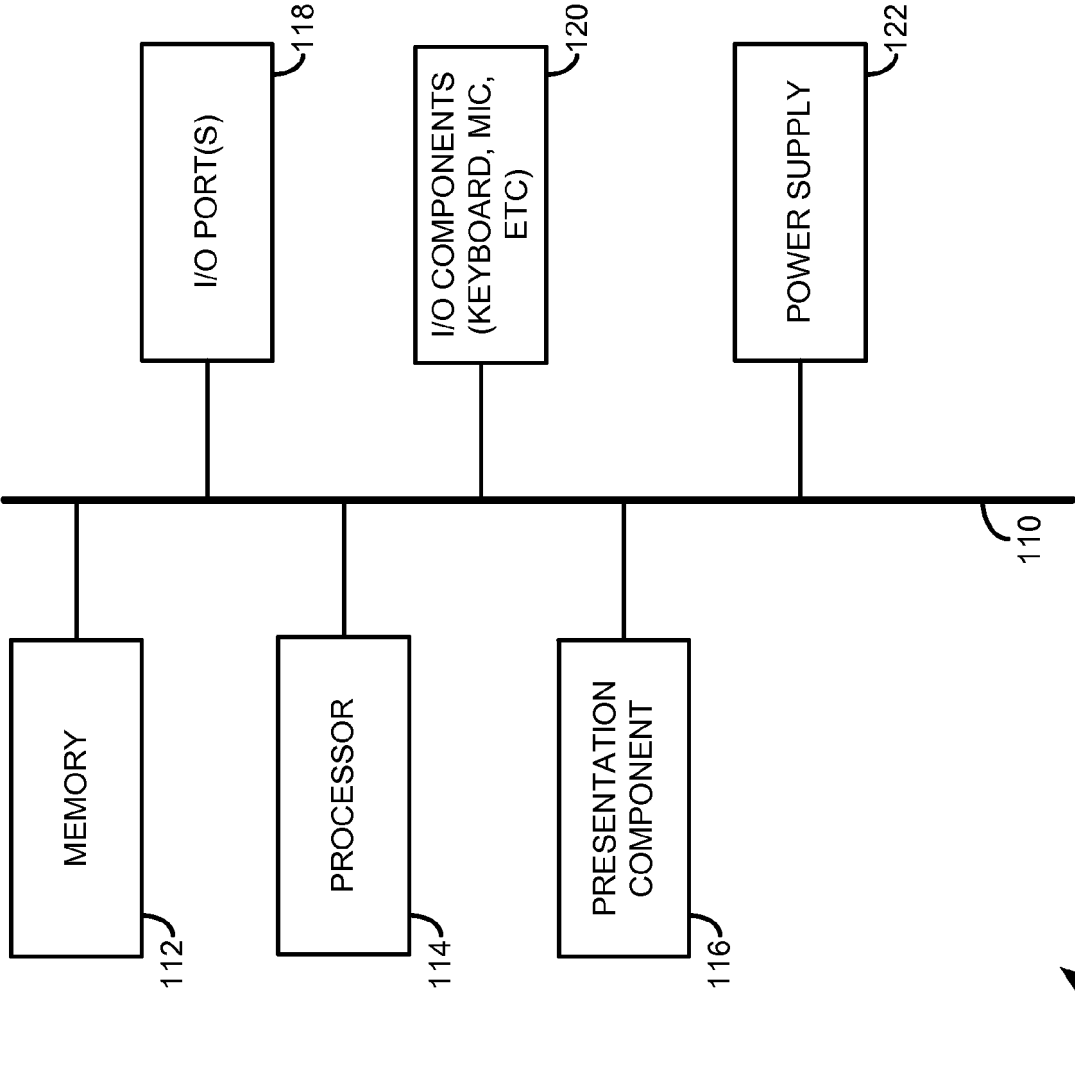 MEMORY
112
PROCESSOR
114
PRESENTATION
COMPONENT
116
I/O PORT(S)
118
I/O COMPONENTS
(KEYBOARD, MIC,
ETC)
120
POWER SUPPLY
122
110